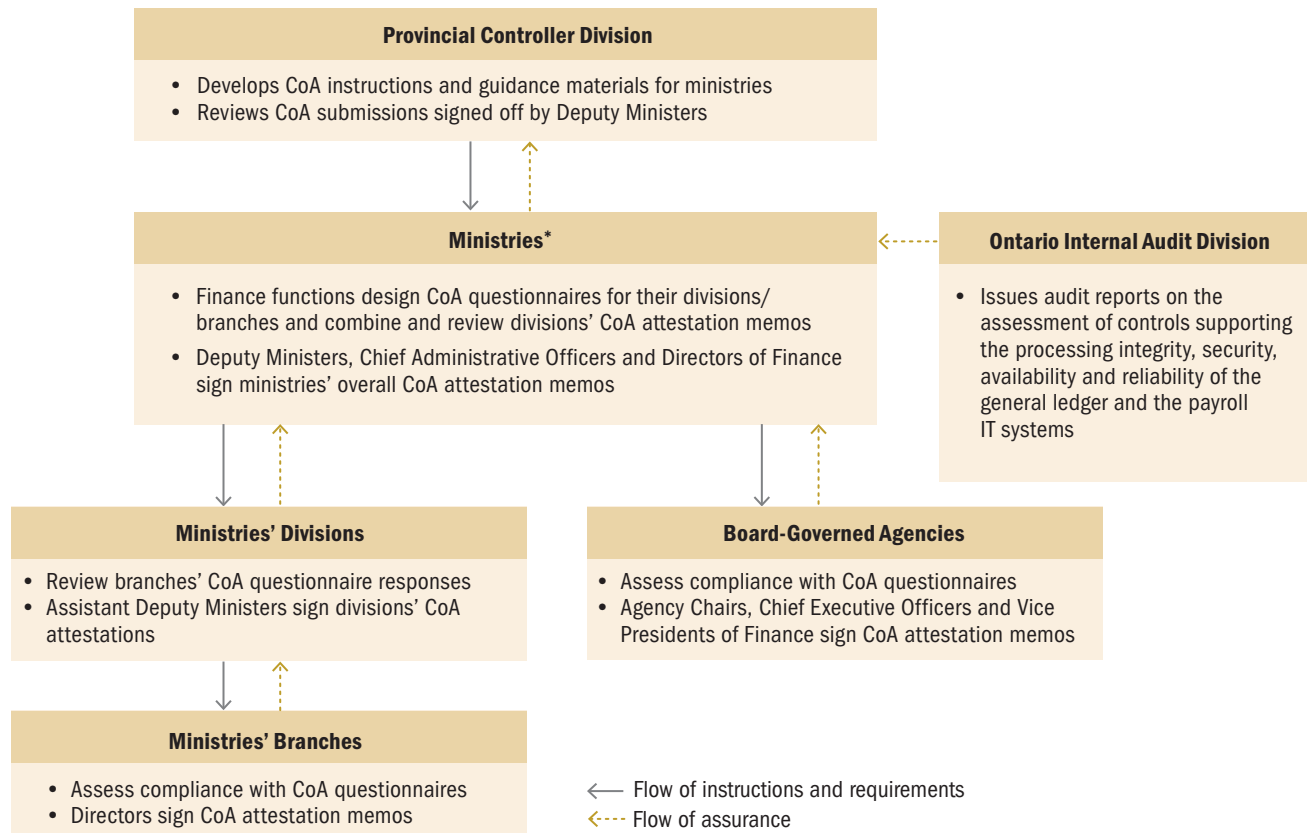 Provincial Controller Division
• Develops CoA instructions and guidance materials for ministries
• Reviews CoA submissions signed off by Deputy Ministers
Ministries*
• Finance functions design CoA questionnaires for their divisions/
branches and combine and review divisions’ CoA attestation memos
• Deputy Ministers, Chief Administrative Officers and Directors of Finance
sign ministries’ overall CoA attestation memos
Ontario Internal Audit Division
• Issues audit reports on the
assessment of controls supporting
the processing integrity, security,
availability and reliability of the
general ledger and the payroll
IT systems
Ministries’ Divisions
• Review branches’ CoA questionnaire responses
• Assistant Deputy Ministers sign divisions’ CoA
attestations
Board-Governed Agencies
• Assess compliance with CoA questionnaires
• Agency Chairs, Chief Executive Officers and Vice
Presidents of Finance sign CoA attestation memos
Ministries’ Branches
• Assess compliance with CoA questionnaires
• Directors sign CoA attestation memos
Flow of instructions and requirements
Flow of assurance